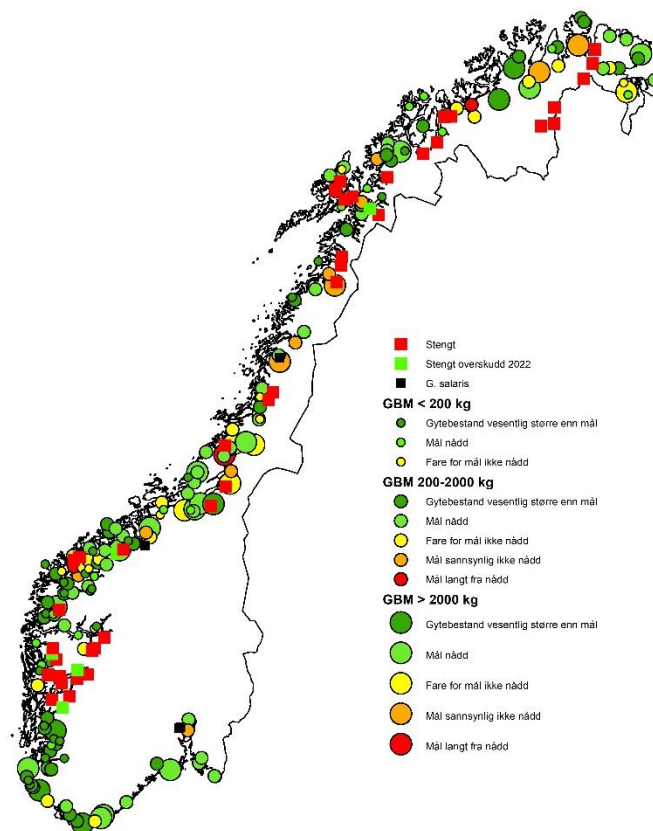 Stengt
Stengt overskudd 2022
G. salaris
GBM < 200 kg
Gytebestand vesentlig større enn mål
Mål nådd
Fare for mål ikke nådd
GBM 200-2000 kg
Gytebestand vesentlig større enn mål
Mål nådd
Fare for mål ikke nådd
Mål sannsynlig ikke nådd
Mål langt fra nådd
GBM > 2000 kg
Gytebestand vesentlig større enn mål
Mål nådd
Fare for mål ikke nådd
Mål sannsynlig ikke nådd
Mål langt fra nådd